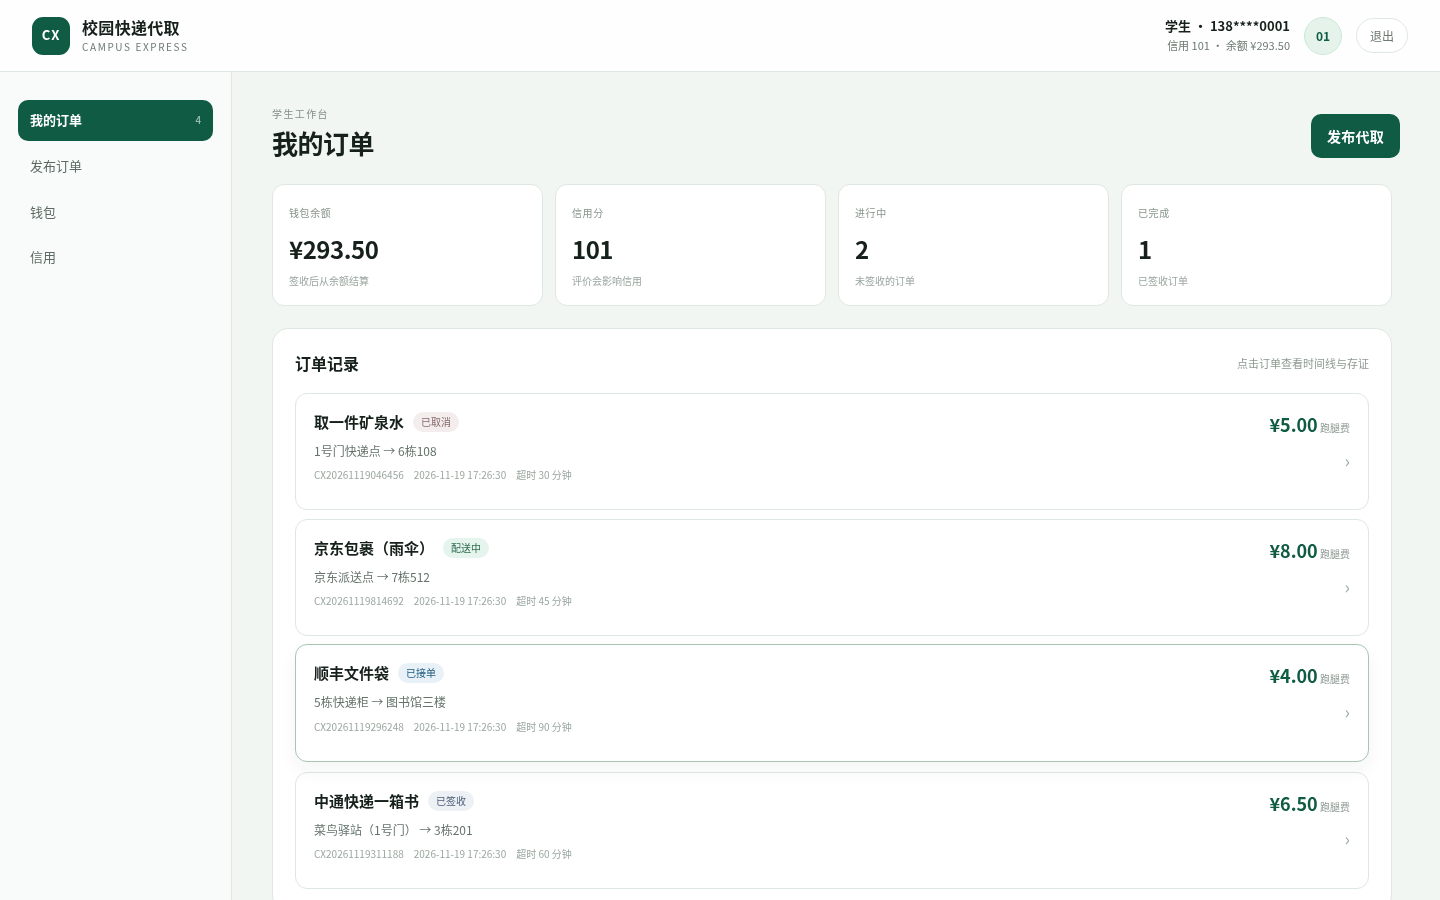 CX
校园快递代取
CAMPUS EXPRESS
学生 · 138****0001
信用 101 · 余额 ¥293.50
01
退出
我的订单 4
发布订单
钱包
信用
学生工作台
我的订单
发布代取
钱包余额
¥293.50
签收后从余额结算
信用分
101
评价会影响信用
进行中
2
未签收的订单
已完成
1
已签收订单
订单记录
点击订单查看时间线与存证
取一件矿泉水 已取消
1号门快递点 → 6栋108
CX20261119046456 2026-11-19 17:26:30 超时 30 分钟
¥5.00 跑腿费
›
京东包裹（雨伞） 配送中
京东派送点 → 7栋512
CX20261119814692 2026-11-19 17:26:30 超时 45 分钟
¥8.00 跑腿费
›
顺丰文件袋 已接单
5栋快递柜 → 图书馆三楼
CX20261119296248 2026-11-19 17:26:30 超时 90 分钟
¥4.00 跑腿费
›
中通快递一箱书 已签收
菜鸟驿站（1号门） → 3栋201
CX20261119311188 2026-11-19 17:26:30 超时 60 分钟
¥6.50 跑腿费
›